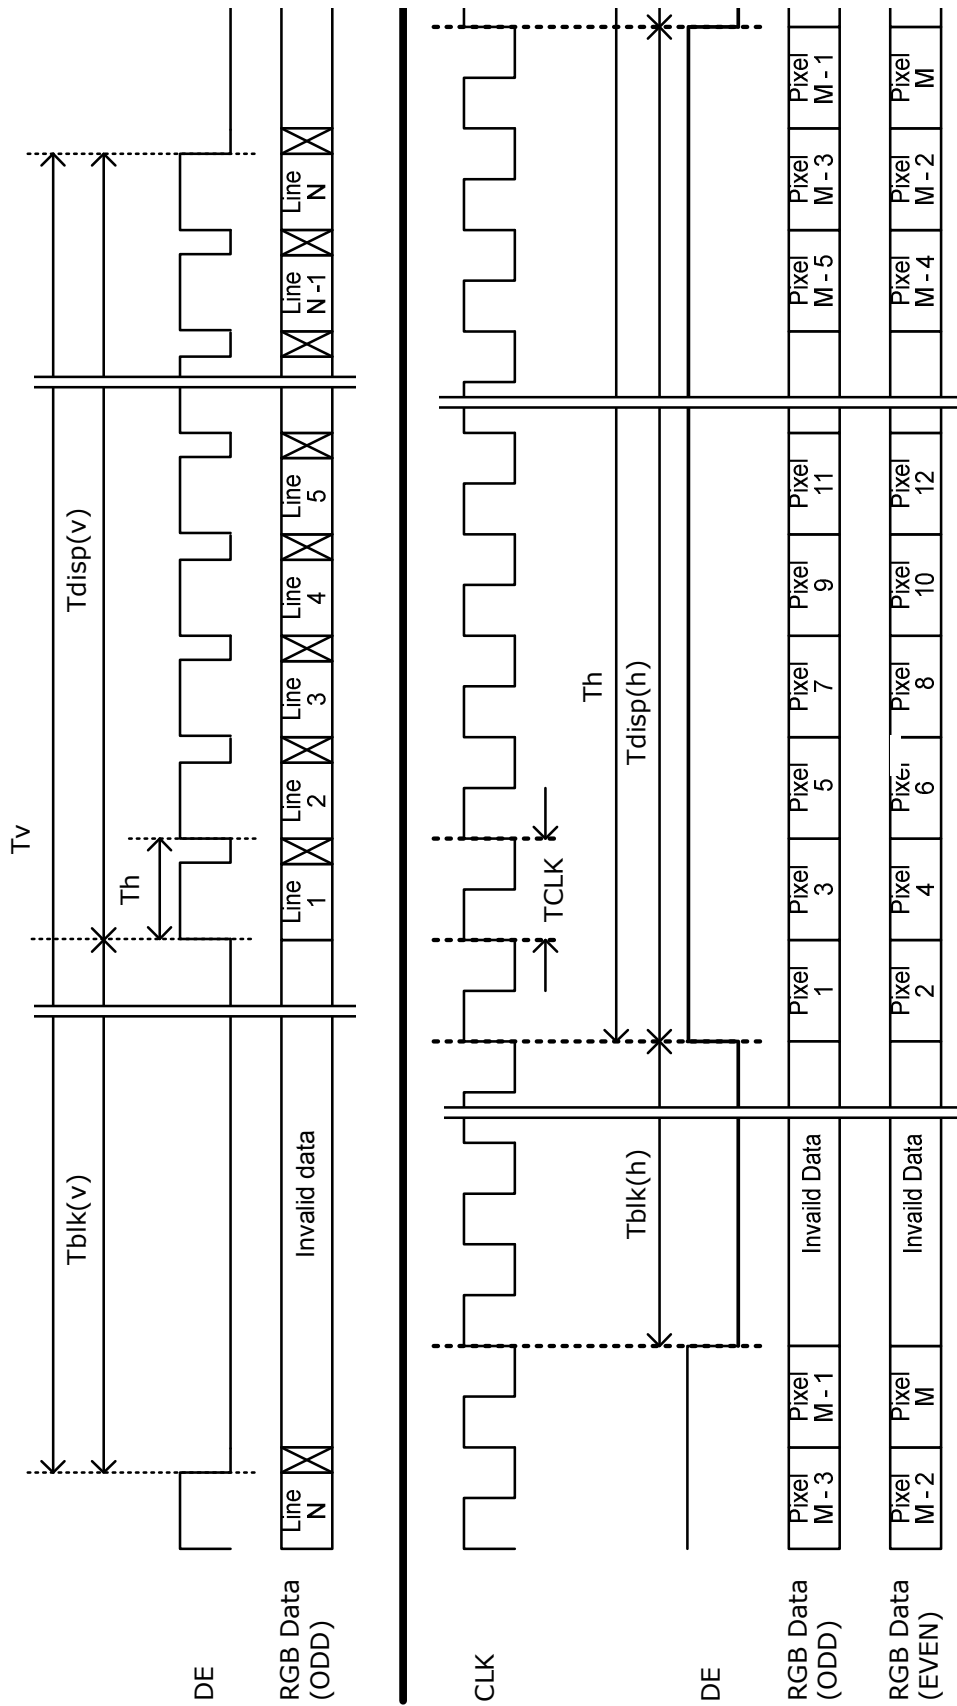 Tv
Tblk(v)
Tdisp(v)
Th
DE
RGB Data
(ODD)
Line
N
Invalid data
Line
1
Line
2
Line
3
Line
4
Line
5
Line
N-1
Line
N
CLK
TCLK
Th
Tblk(h)
Tdisp(h)
DE
RGB Data
(ODD)
Pixel
M - 3
Pixel
M - 1
Invaild Data
Pixel
1
Pixel
3
Pixel
5
Pixel
7
Pixel
9
Pixel
11
Pixel
M - 5
Pixel
M - 3
Pixel
M - 1
RGB Data
(EVEN)
Pixel
M - 2
Pixel
M
Invaild Data
Pixel
2
Pixel
4
Pixel
6
Pixel
8
Pixel
10
Pixel
12
Pixel
M - 4
Pixel
M - 2
Pixel
M